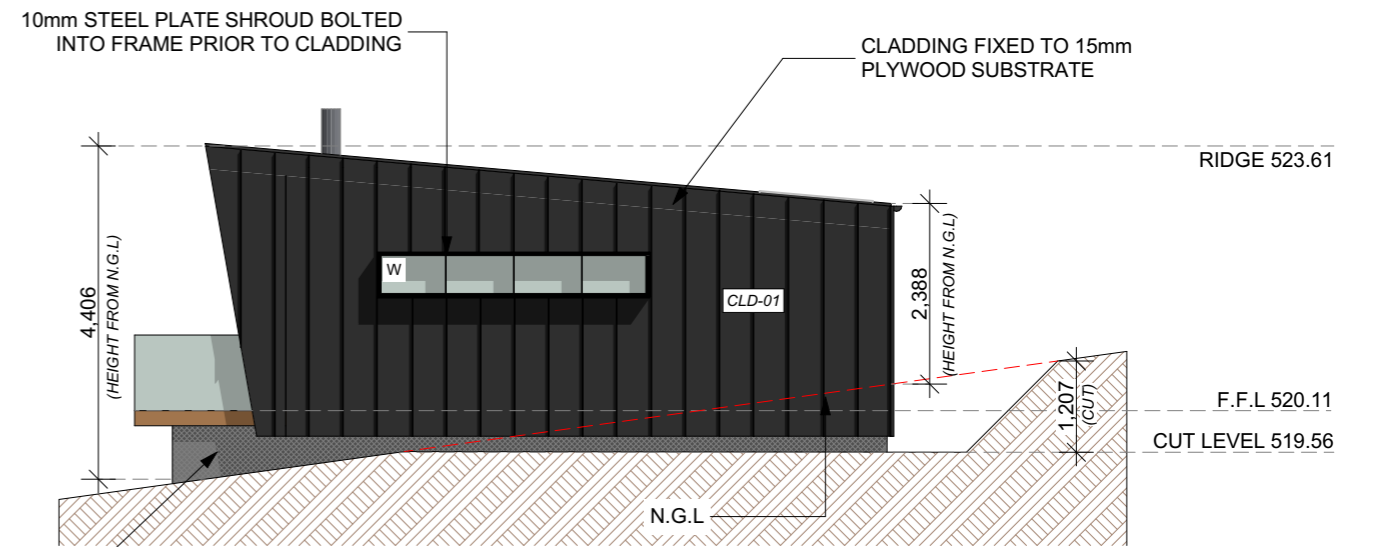 10mm STEEL PLATE SHROUD BOLTED
INTO FRAME PRIOR TO CLADDING
CLADDING FIXED TO 15mm
PLYWOOD SUBSTRATE
RIDGE 523.61
4,406
(HEIGHT FROM N.G.L)
W
CLD-01
2,388
(HEIGHT FROM N.G.L)
1,207
(CUT)
F.F.L 520.11
CUT LEVEL 519.56
N.G.L